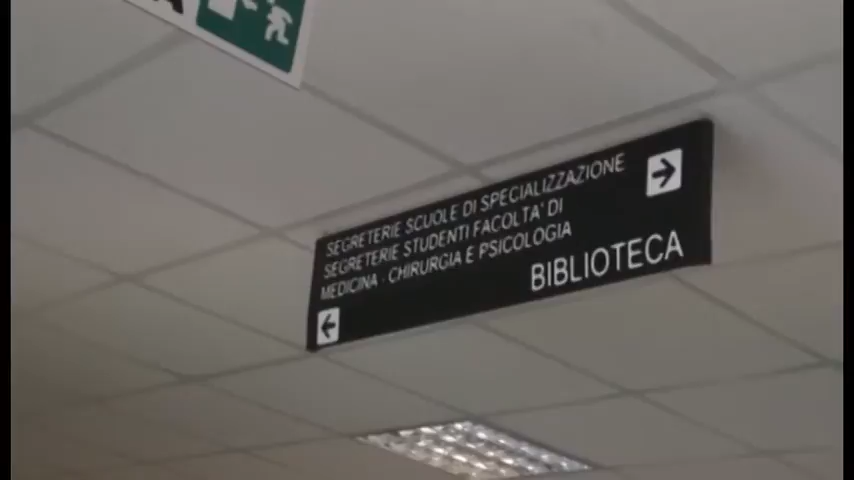 SEGRETERIE SCUOLE DI SPECIALIZZAZIONE
SEGRETERIE STUDENTI FACOLTA' DI
MEDICINA - CHIRURGIA E PSICOLOGIA
BIBLIOTECA